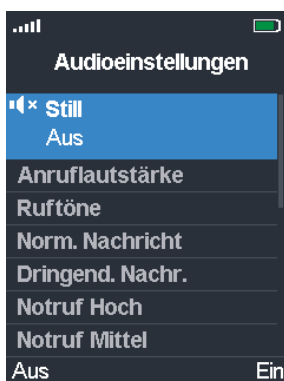 Audioeinstellungen
Still
Aus
Anruflautstärke
Ruftöne
Norm. Nachricht
Dringend. Nachr.
Notruf Hoch
Notruf Mittel
Aus Ein